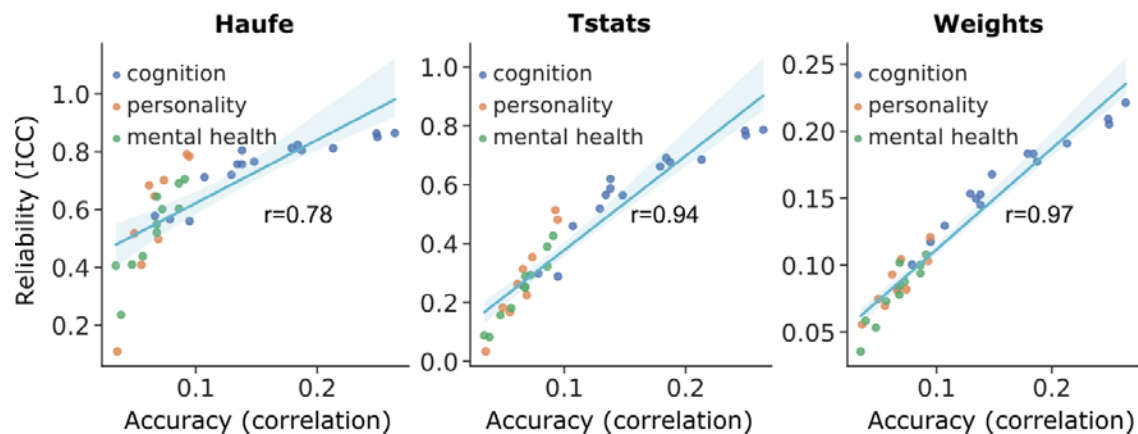 Haufe
Tstats
Weights
Reliability (ICC)
1.0
0.8
0.6
0.4
0.2
cognition
personality
mental health
r=0.78
0.1
0.2
Accuracy (correlation)
1.0
0.8
0.6
0.4
0.2
0.0
cognition
personality
mental health
r=0.94
0.1
0.2
Accuracy (correlation)
0.25
0.20
0.15
0.10
0.05
cognition
personality
mental health
r=0.97
0.1
0.2
Accuracy (correlation)